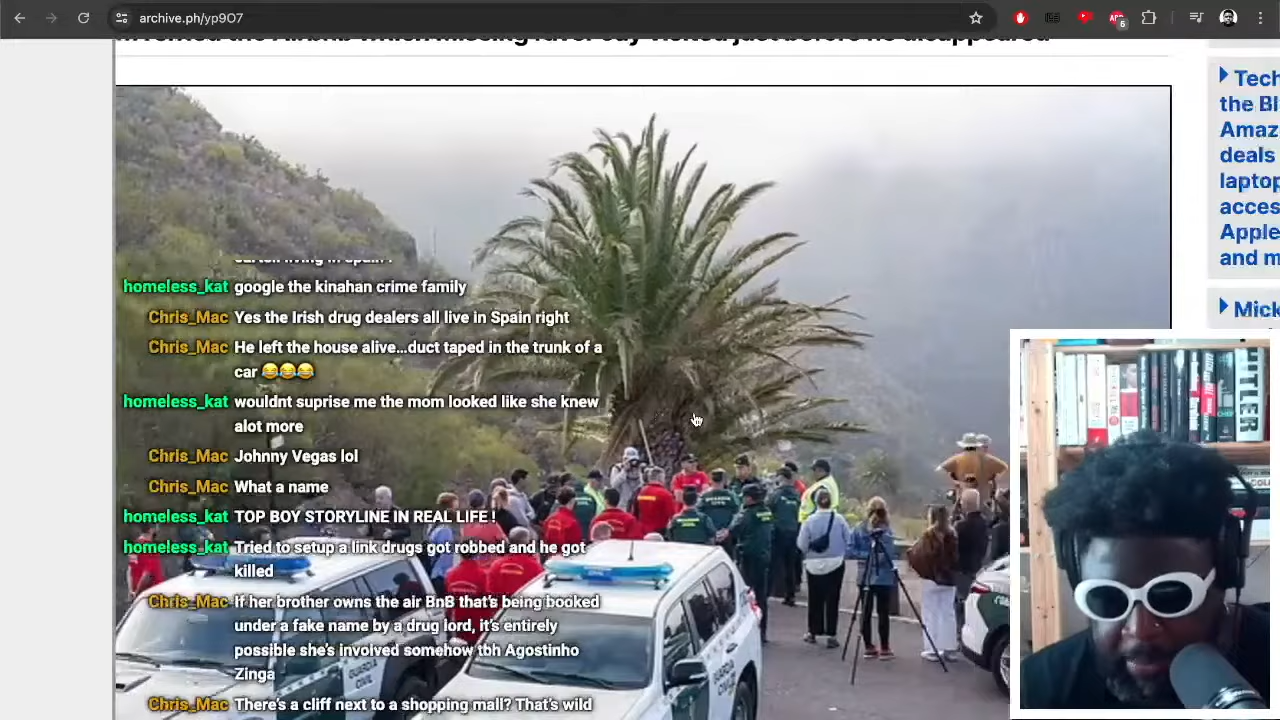 archive.ph/yp9O7
6
just before he disappeared
Tech
the Bl
Amaz
deals
laptop
acces
Apple
and m
Mick
homeless_kat google the kinahan crime family
Chris_Mac Yes the Irish drug dealers all live in Spain right
Chris_Mac He left the house alive...duct taped in the trunk of a
car 😂😂😂
homeless_kat wouldnt suprise me the mom looked like she knew
alot more
Chris_Mac Johnny Vegas lol
Chris_Mac What a name
homeless_kat TOP BOY STORYLINE IN REAL LIFE !
homeless_kat Tried to setup a link drugs got robbed and he got
killed
Chris_Mac If her brother owns the air BnB that's being booked
under a fake name by a drug lord, it's entirely
possible she's involved somehow tbh Agostinho
Zinga
Chris_Mac There's a cliff next to a shopping mall? That's wild